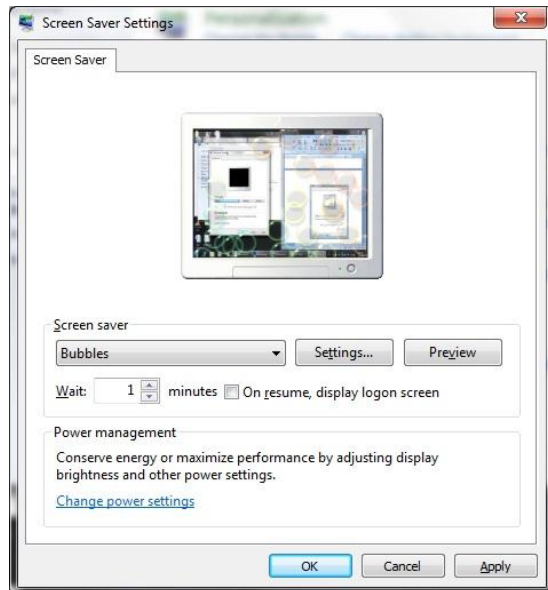 Screen Saver Settings
Screen Saver
Screen saver
Bubbles
Settings...
Preview
Wait: 1 minutes On resume, display logon screen
Power management
Conserve energy or maximize performance by adjusting display
brightness and other power settings.
Change power settings
OK Cancel Apply